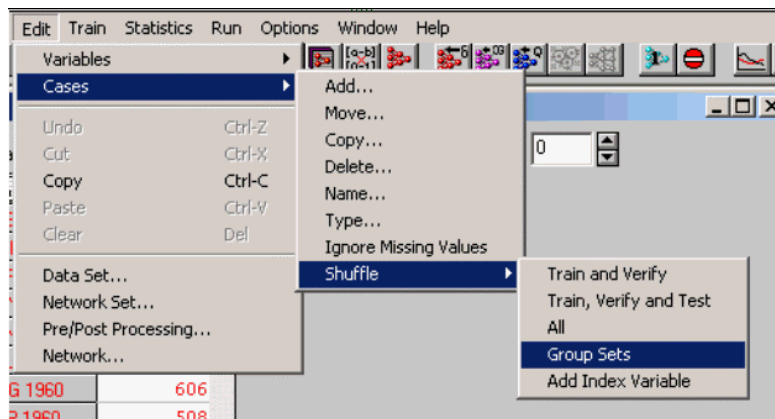 Edit Train Statistics Run Options Window Help
Variables
Cases
Undo Ctrl-Z
Cut Ctrl-X
Copy Ctrl-C
Paste Ctrl-V
Clear Del
Data Set...
Network Set...
Pre/Post Processing...
Network...
Add...
Move...
Copy...
Delete...
Name...
Type...
Ignore Missing Values
Shuffle
Train and Verify
Train, Verify and Test
All
Group Sets
Add Index Variable
0
G 1960 606
1960 508